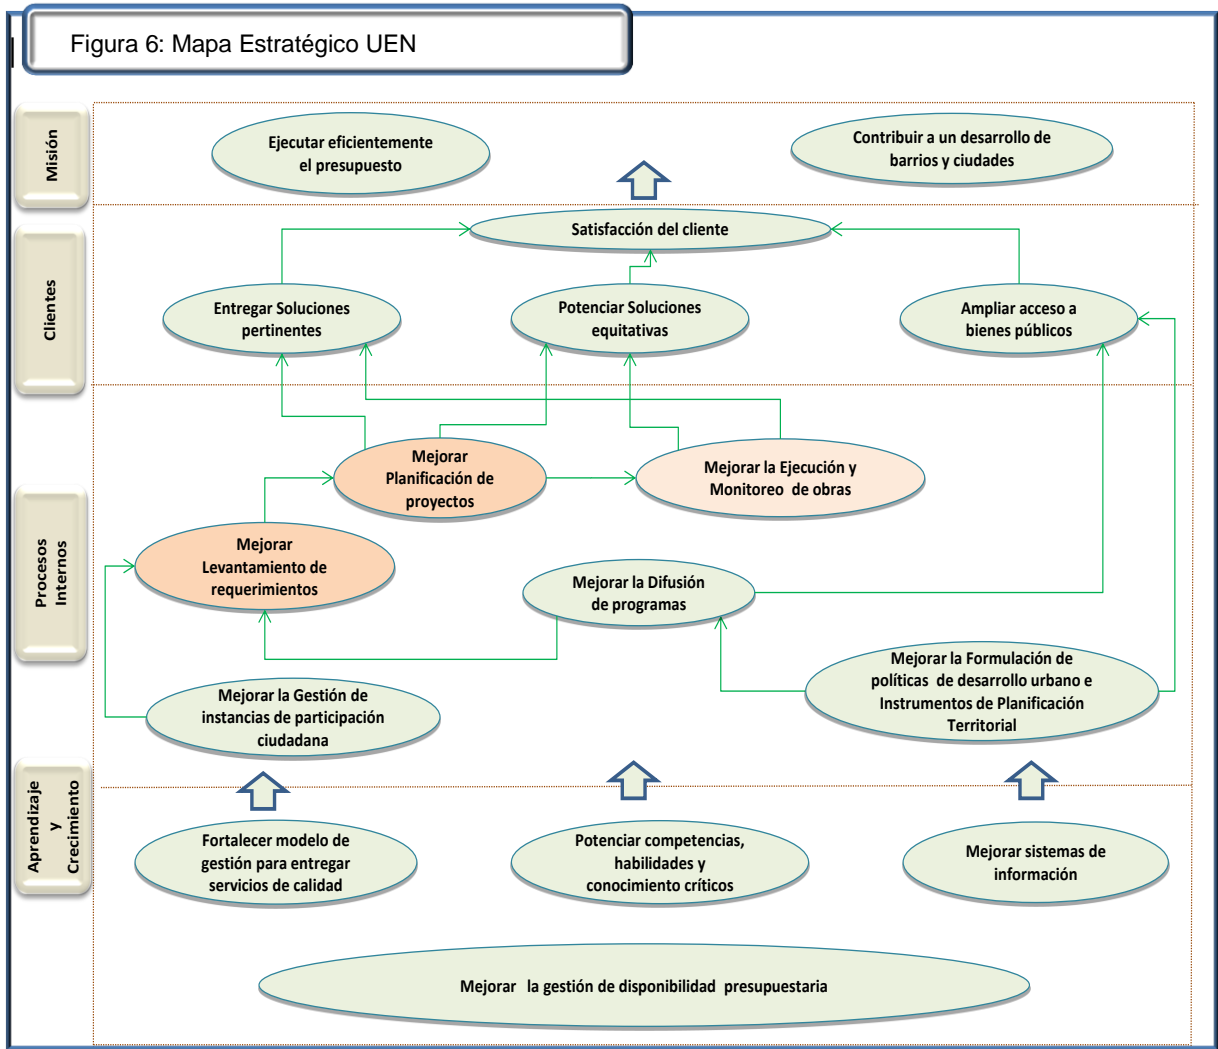 Figura 6: Mapa Estratégico UEN
Misión
Ejecutar eficientemente
el presupuesto
Contribuir a un desarrollo de
barrios y ciudades
Clientes
Satisfacción del cliente
Entregar Soluciones
pertinentes
Potenciar Soluciones
equitativas
Ampliar acceso a
bienes públicos
Procesos
Internos
Mejorar
Planificación de
proyectos
Mejorar la Ejecución y
Monitoreo de obras
Mejorar
Levantamiento de
requerimientos
Mejorar la Difusión
de programas
Mejorar la Gestión de
instancias de participación
ciudadana
Mejorar la Formulación de
políticas de desarrollo urbano e
Instrumentos de Planificación
Territorial
Aprendizaje
y
Crecimiento
Fortalecer modelo de
gestión para entregar
servicios de calidad
Potenciar competencias,
habilidades y
conocimiento críticos
Mejorar sistemas de
información
Mejorar la gestión de disponibilidad presupuestaria